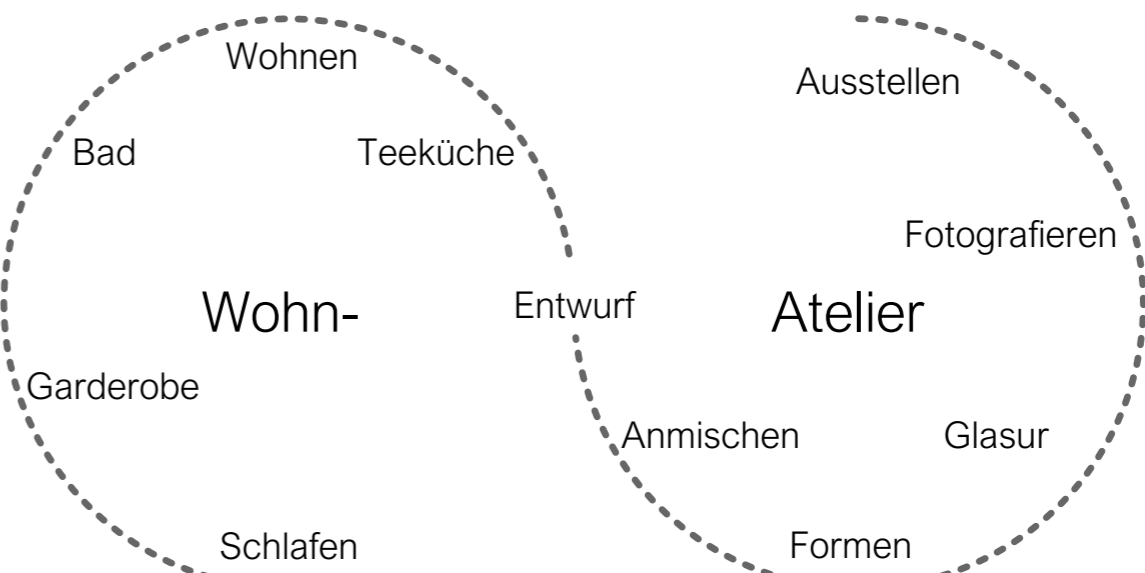 Wohnen
Ausstellen
Bad
Teeküche
Fotografieren
Wohn-
Entwurf
Atelier
Garderobe
Anmischen
Glasur
Schlafen
Formen